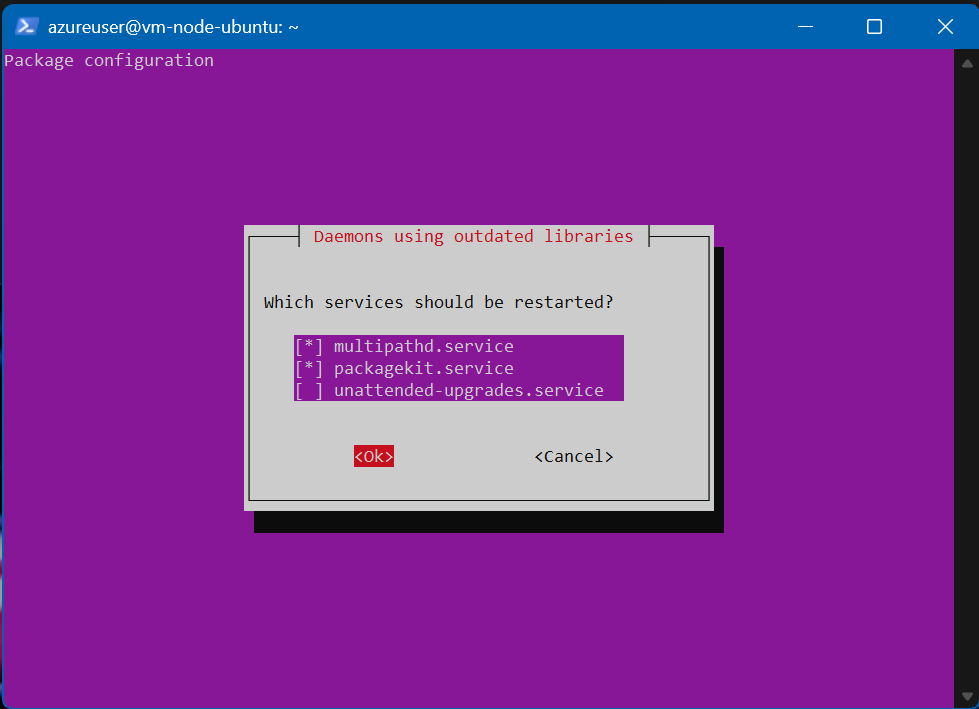 azureuser@vm-node-ubuntu: ~
Package configuration
Daemons using outdated libraries
Which services should be restarted?
[*] multipathd.service
[*] packagekit.service
[ ] unattended-upgrades.service
<Ok> <Cancel>